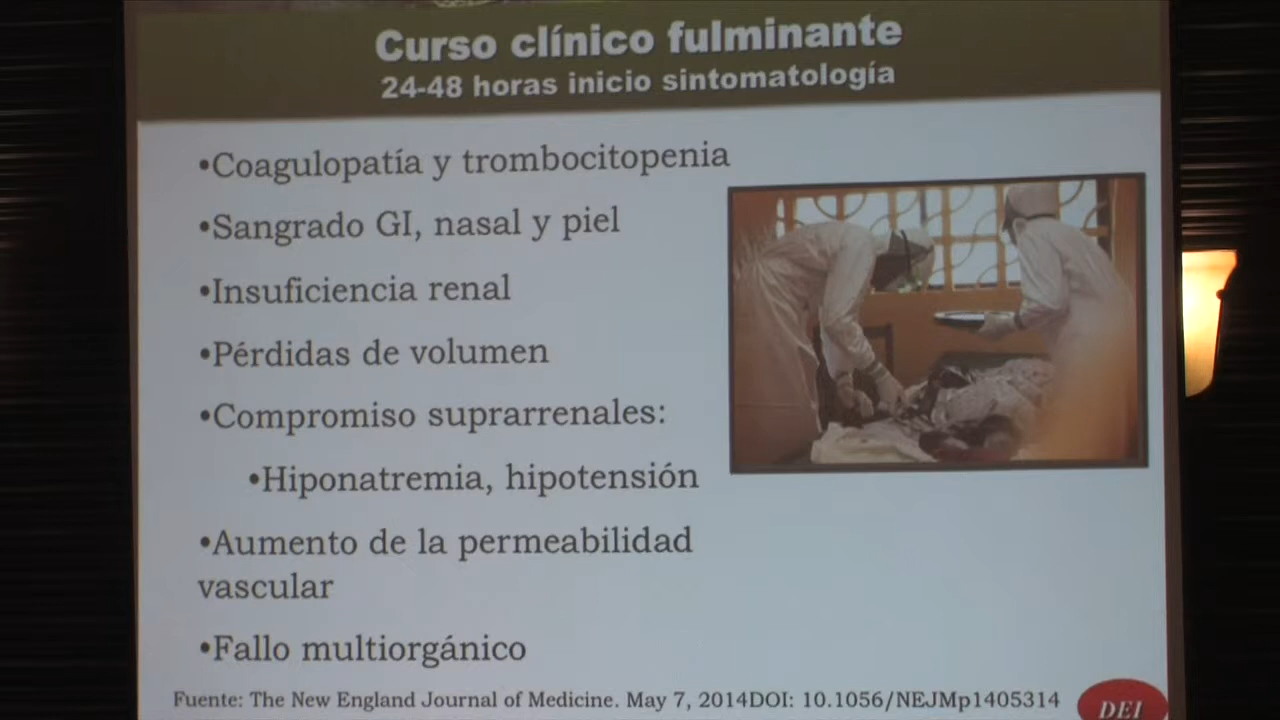 Curso clínico fulminante
24-48 horas inicio sintomatología
•Coagulopatía y trombocitopenia
•Sangrado GI, nasal y piel
•Insuficiencia renal
•Pérdidas de volumen
•Compromiso suprarrenales:
•Hiponatremia, hipotensión
•Aumento de la permeabilidad
vascular
•Fallo multiorgánico
Fuente: The New England Journal of Medicine. May 7, 2014DOI: 10.1056/NEJMp1405314
DEI